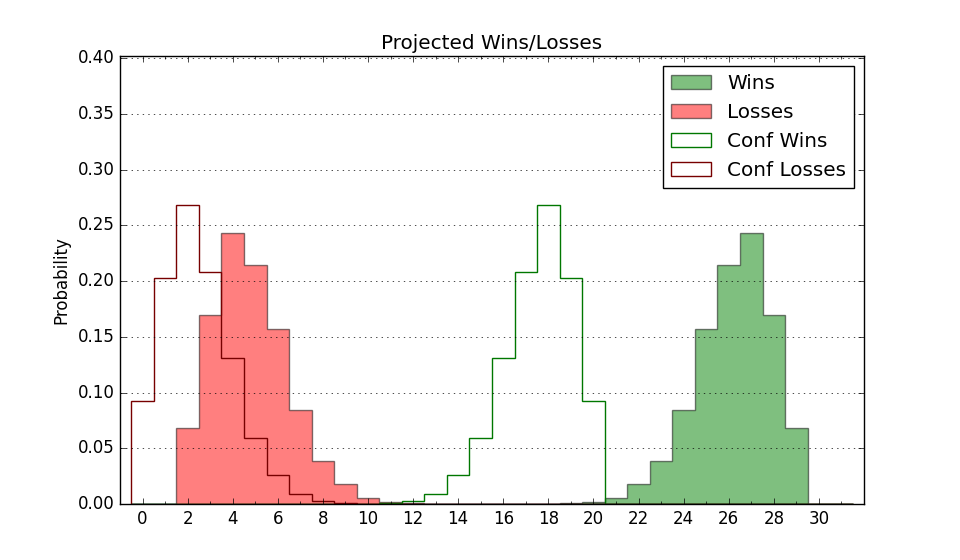 Projected Wins/Losses
0.40
0.35
0.30
0.25
0.20
0.15
0.10
0.05
0.00
Probability
Wins
Losses
Conf Wins
Conf Losses
0 2 4 6 8 10 12 14 16 18 20 22 24 26 28 30